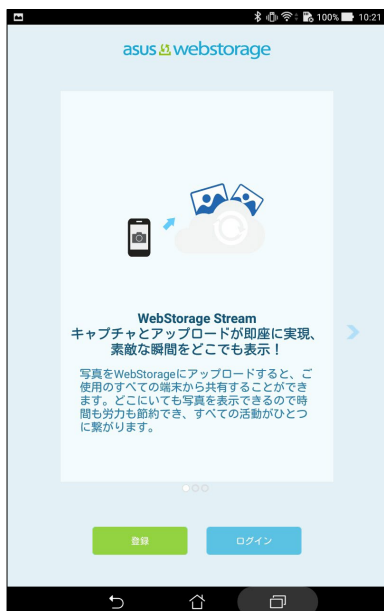 100% 10:21
asus webstorage
WebStorage Stream
キャプチャとアップロードが即座に実現、
素敵な瞬間をどこでも表示！
写真をWebStorageにアップロードすると、ご
使用のすべての端末から共有することができ
ます。どこにいても写真を表示できるので時
間も労力も節約でき、すべての活動がひとつ
に繋がります。
登録
ログイン